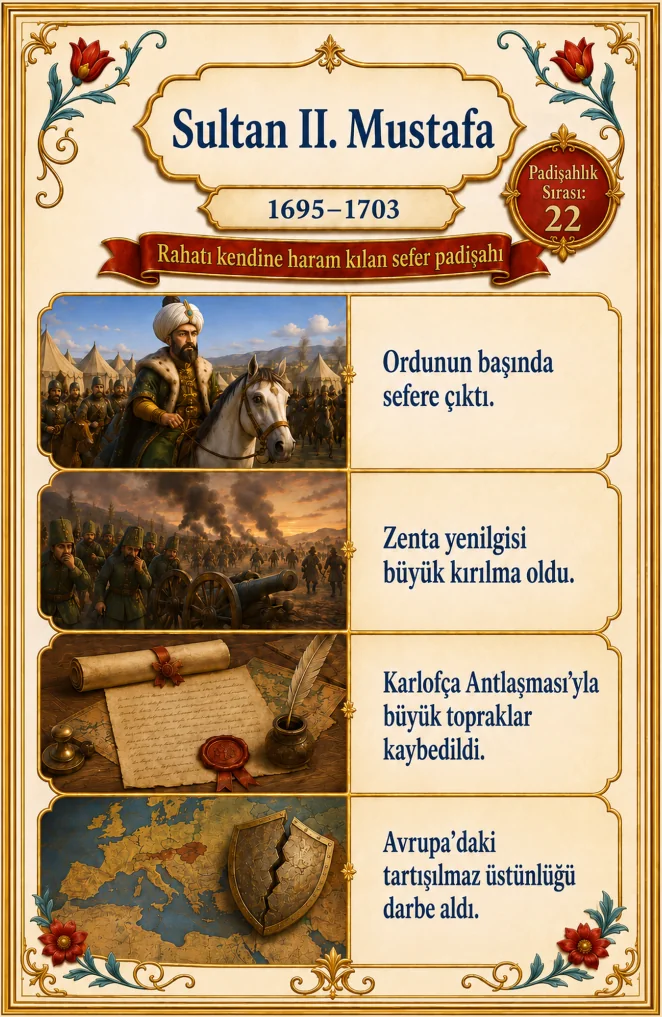 Sultan II. Mustafa
1695–1703
Padişahlık
Sırası:
22
Rahatı kendine haram kılan sefer padişahı
Ordunun başında
sefere çıktı.
Zenta yenilgisi
büyük kırılma oldu.
Karlofça Antlaşması’yla
büyük topraklar
kaybedildi.
Avrupa’daki
tartışılmaz üstünlüğü
darbe aldı.